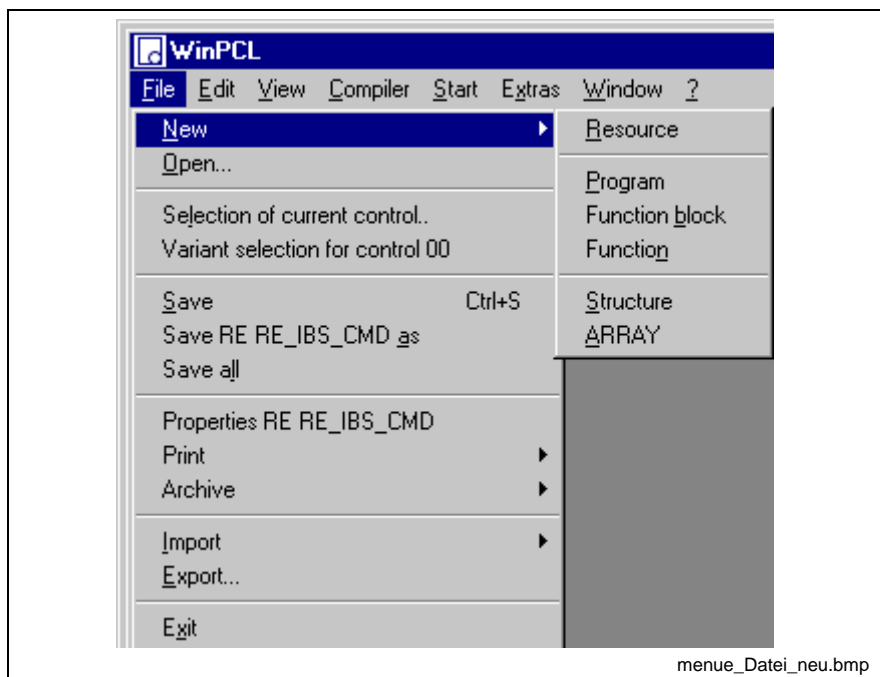 WinPCL
File Edit View Compiler Start Extras Window ?
New
Open...
Selection of current control..
Variant selection for control 00
Save Ctrl+S
Save RE RE_IBS_CMD as
Save all
Properties RE RE_IBS_CMD
Print
Archive
Import
Export...
Exit
Resource
Program
Function block
Function
Structure
ARRAY
menue_Datei_neu.bmp